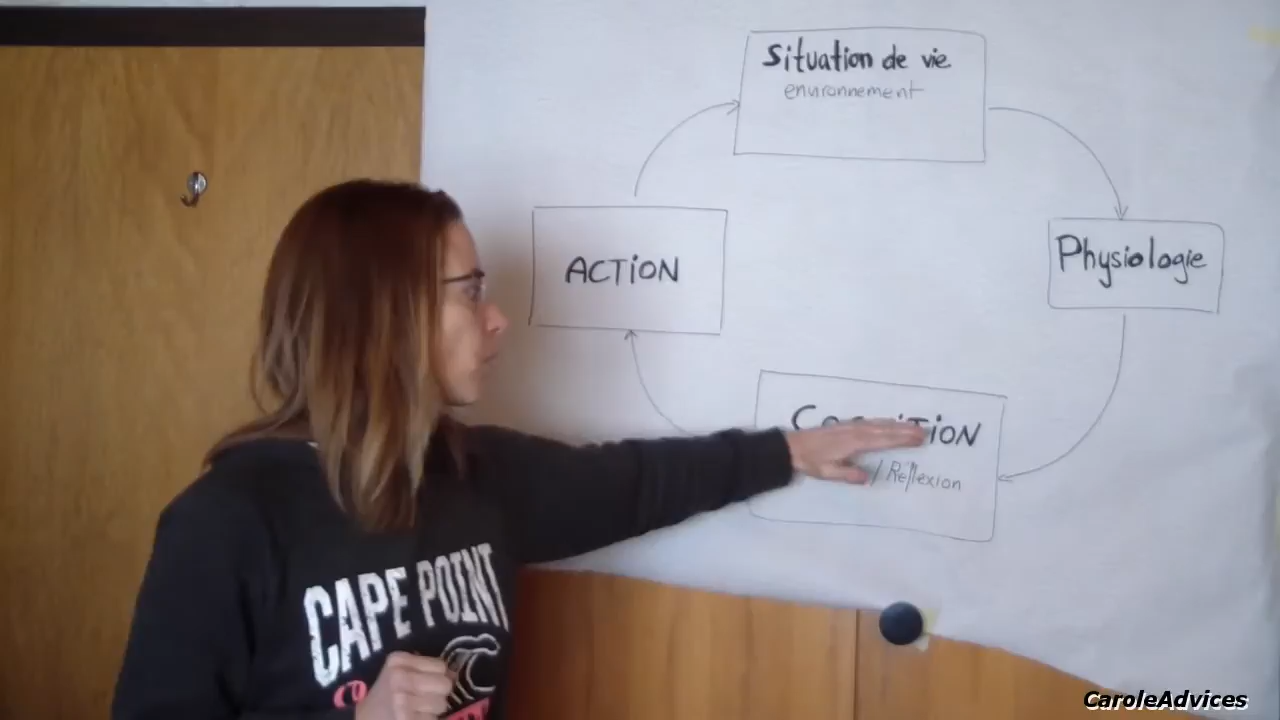 Situation de vie
environnement
ACTION
Physiologie
/ Réflexion
CAPE POINT
CaroleAdvices